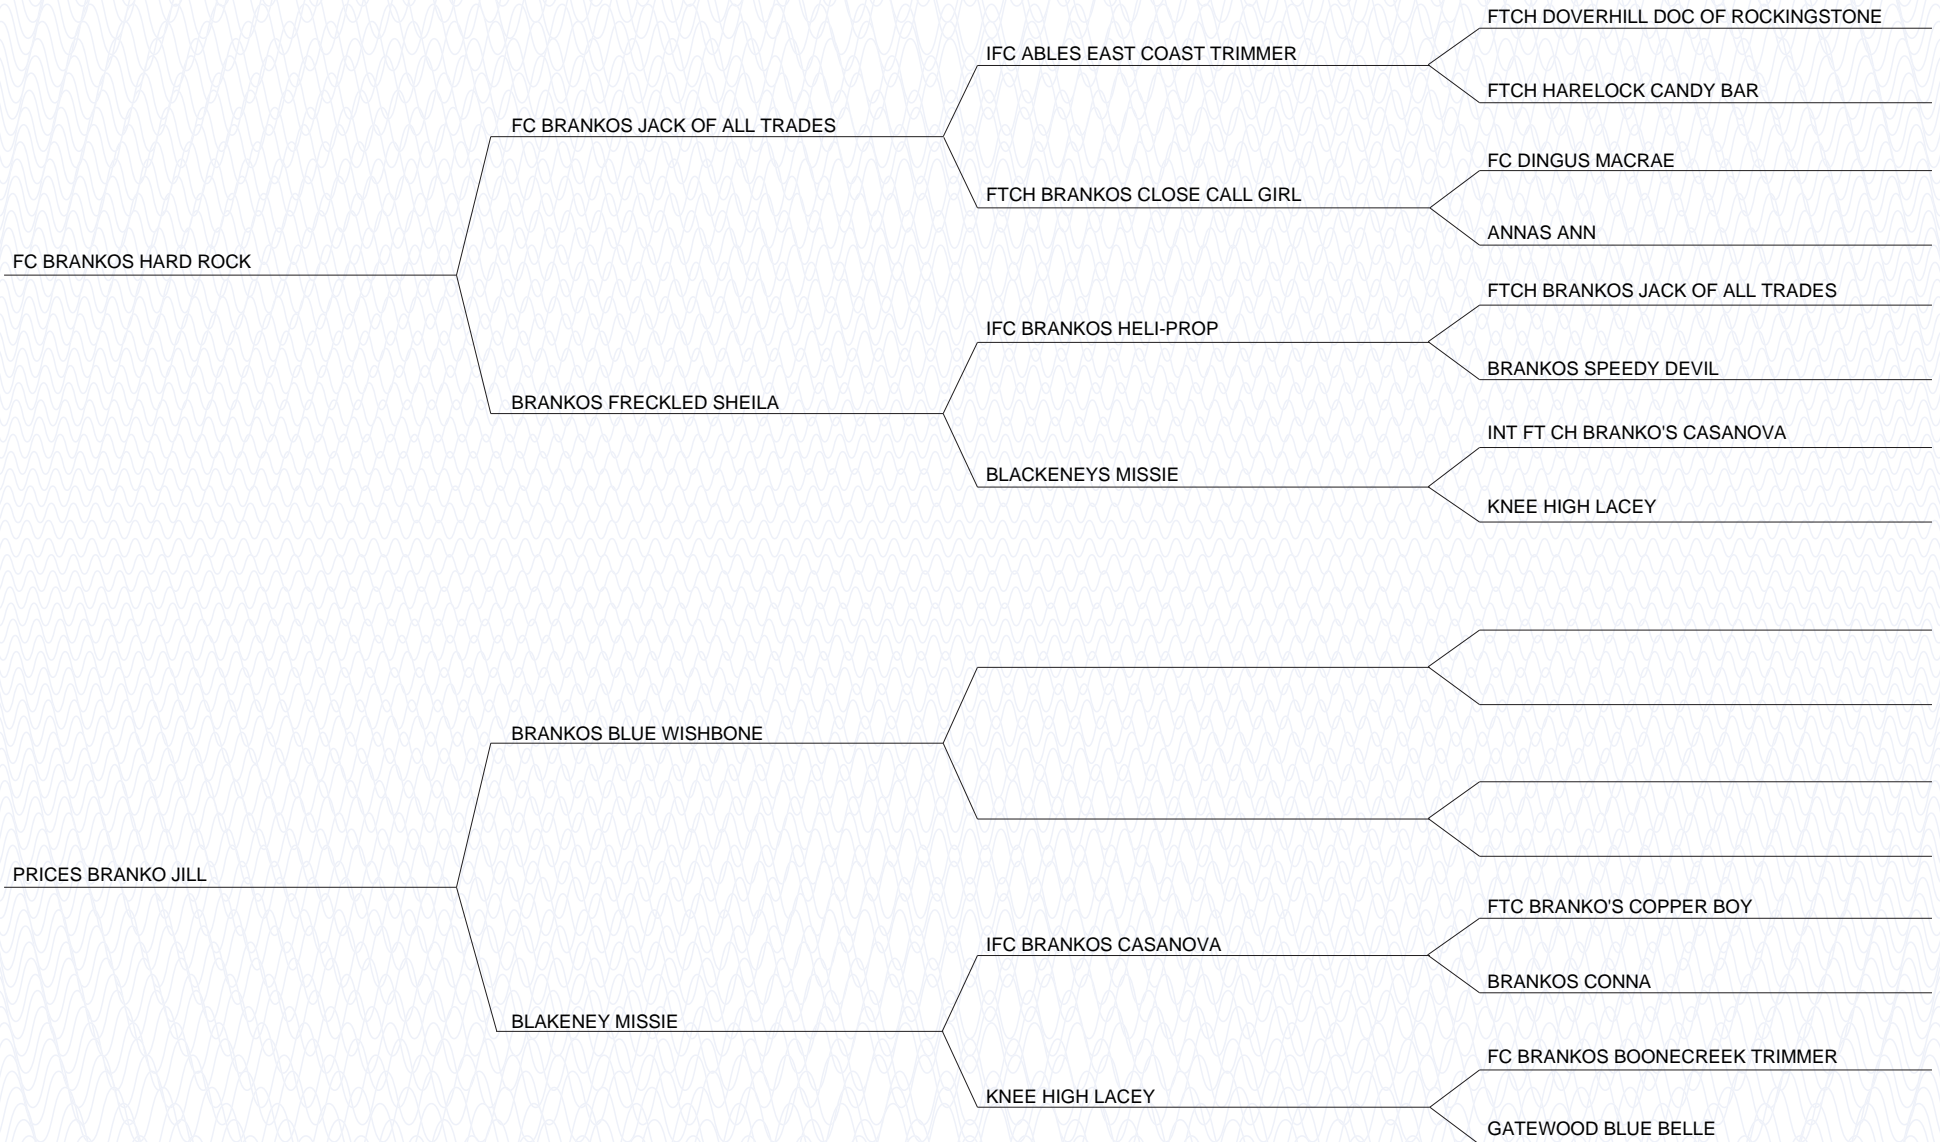 FTCH DOVERHILL DOC OF ROCKINGSTONE
IFC ABLES EAST COAST TRIMMER
FTCH HARELOCK CANDY BAR
FC BRANKOS JACK OF ALL TRADES
FC DINGUS MACRAE
FTCH BRANKOS CLOSE CALL GIRL
ANNAS ANN
FC BRANKOS HARD ROCK
FTCH BRANKOS JACK OF ALL TRADES
IFC BRANKOS HELI-PROP
BRANKOS SPEEDY DEVIL
BRANKOS FRECKLED SHEILA
INT FT CH BRANKO'S CASANOVA
BLACKENEYS MISSIE
KNEE HIGH LACEY
BRANKOS BLUE WISHBONE
PRICES BRANKO JILL
FTC BRANKO'S COPPER BOY
IFC BRANKOS CASANOVA
BRANKOS CONNA
BLAKENEY MISSIE
FC BRANKOS BOONECREEK TRIMMER
KNEE HIGH LACEY
GATEWOOD BLUE BELLE